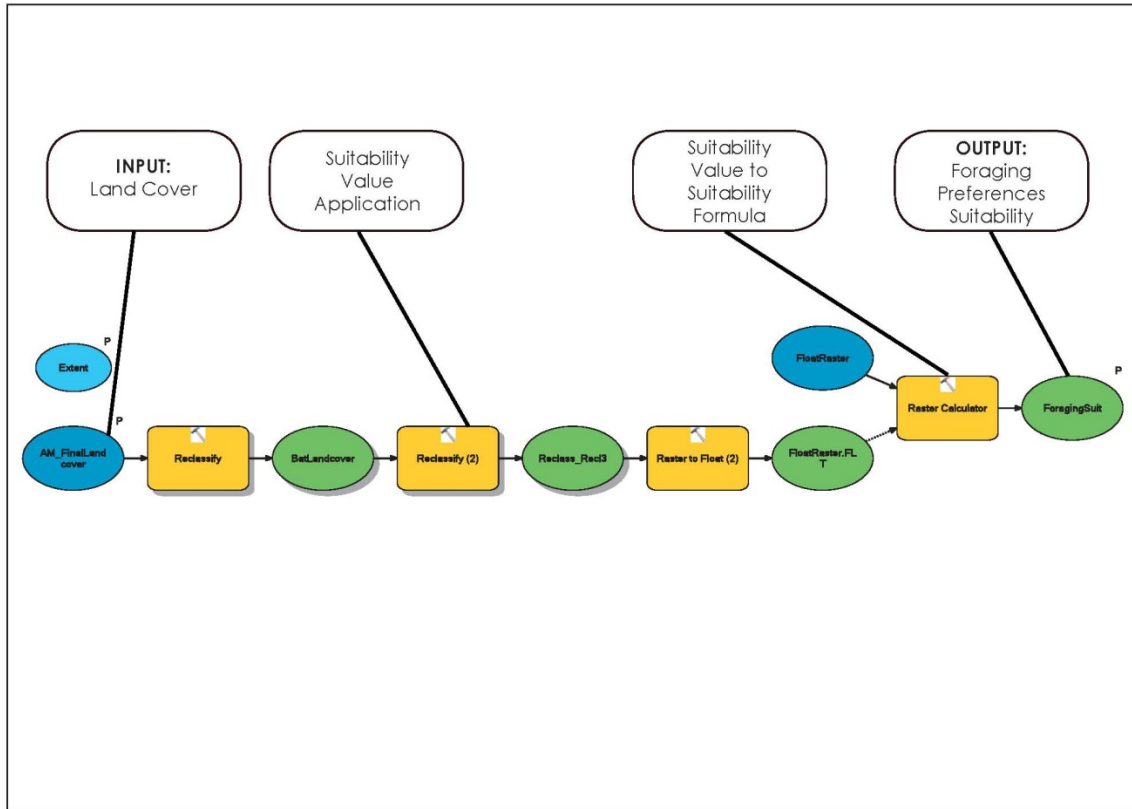 INPUT:
Land Cover
Suitability
Value
Application
Suitability
Value to
Suitability
Formula
OUTPUT:
Foraging
Preferences
Suitability
P
Extent
P
AM_FinalLand
cover
Reclassify
BatLandcover
Reclassify (2)
Reclass_Recl3
Raster to Float (2)
FloatRaster
FloatRaster.FL
T
Raster Calculator
P
ForagingSuit